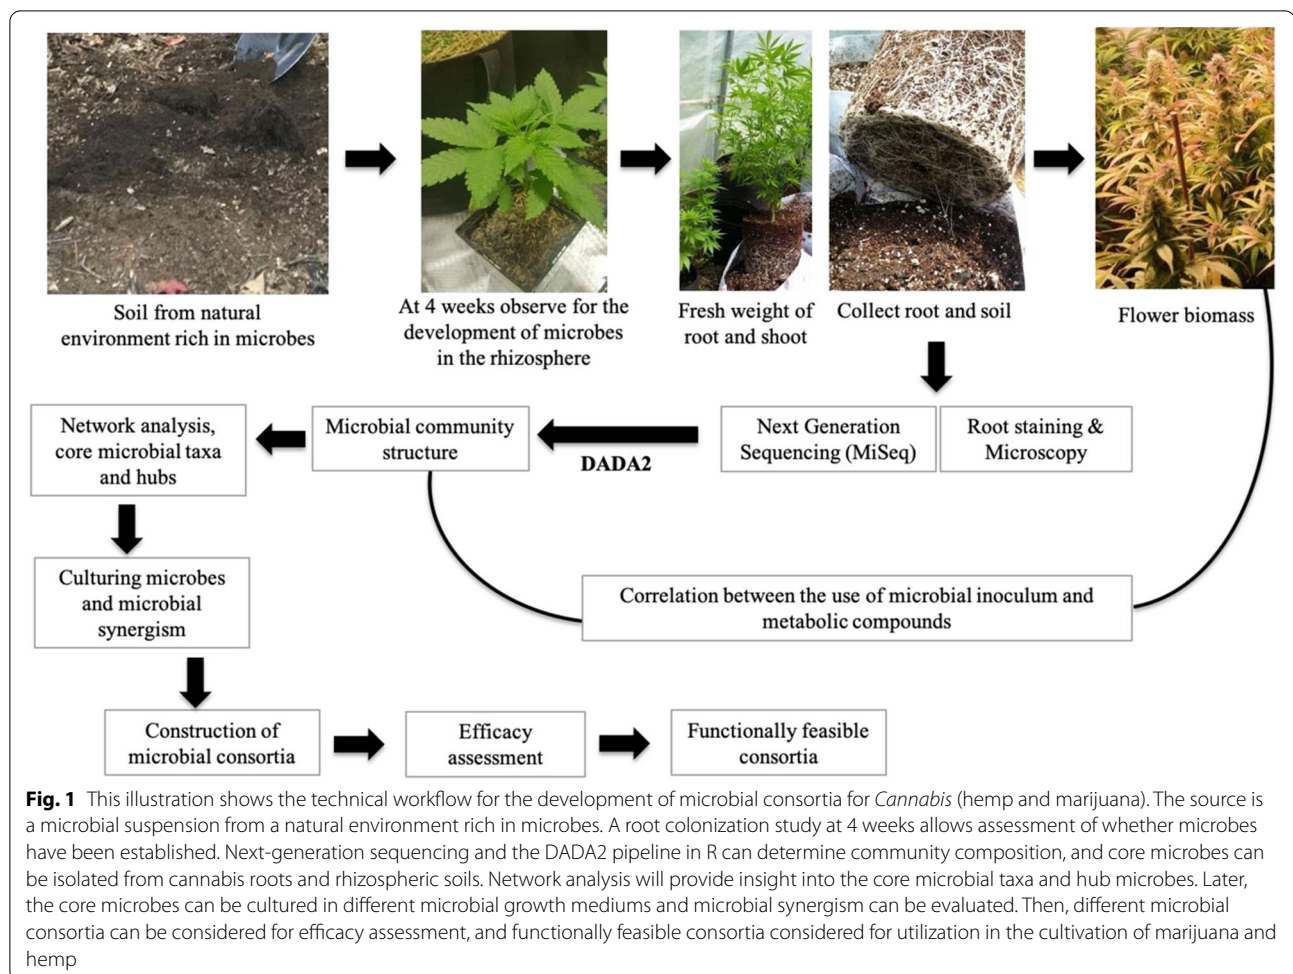 Soil from natural
environment rich in microbes
At 4 weeks observe for the
development of microbes
in the rhizosphere
Fresh weight of
root and shoot
Collect root and soil
Flower biomass
Network analysis,
core microbial taxa
and hubs
Microbial community
structure
DADA2
Next Generation
Sequencing (MiSeq)
Root staining &
Microscopy
Culturing microbes
and microbial
synergism
Correlation between the use of microbial inoculum and
metabolic compounds
Construction of
microbial consortia
Efficacy
assessment
Functionally feasible
consortia
Fig. 1 This illustration shows the technical workflow for the development of microbial consortia for Cannabis (hemp and marijuana). The source is
a microbial suspension from a natural environment rich in microbes. A root colonization study at 4 weeks allows assessment of whether microbes
have been established. Next-generation sequencing and the DADA2 pipeline in R can determine community composition, and core microbes can
be isolated from cannabis roots and rhizospheric soils. Network analysis will provide insight into the core microbial taxa and hub microbes. Later,
the core microbes can be cultured in different microbial growth mediums and microbial synergism can be evaluated. Then, different microbial
consortia can be considered for efficacy assessment, and functionally feasible consortia considered for utilization in the cultivation of marijuana and
hemp